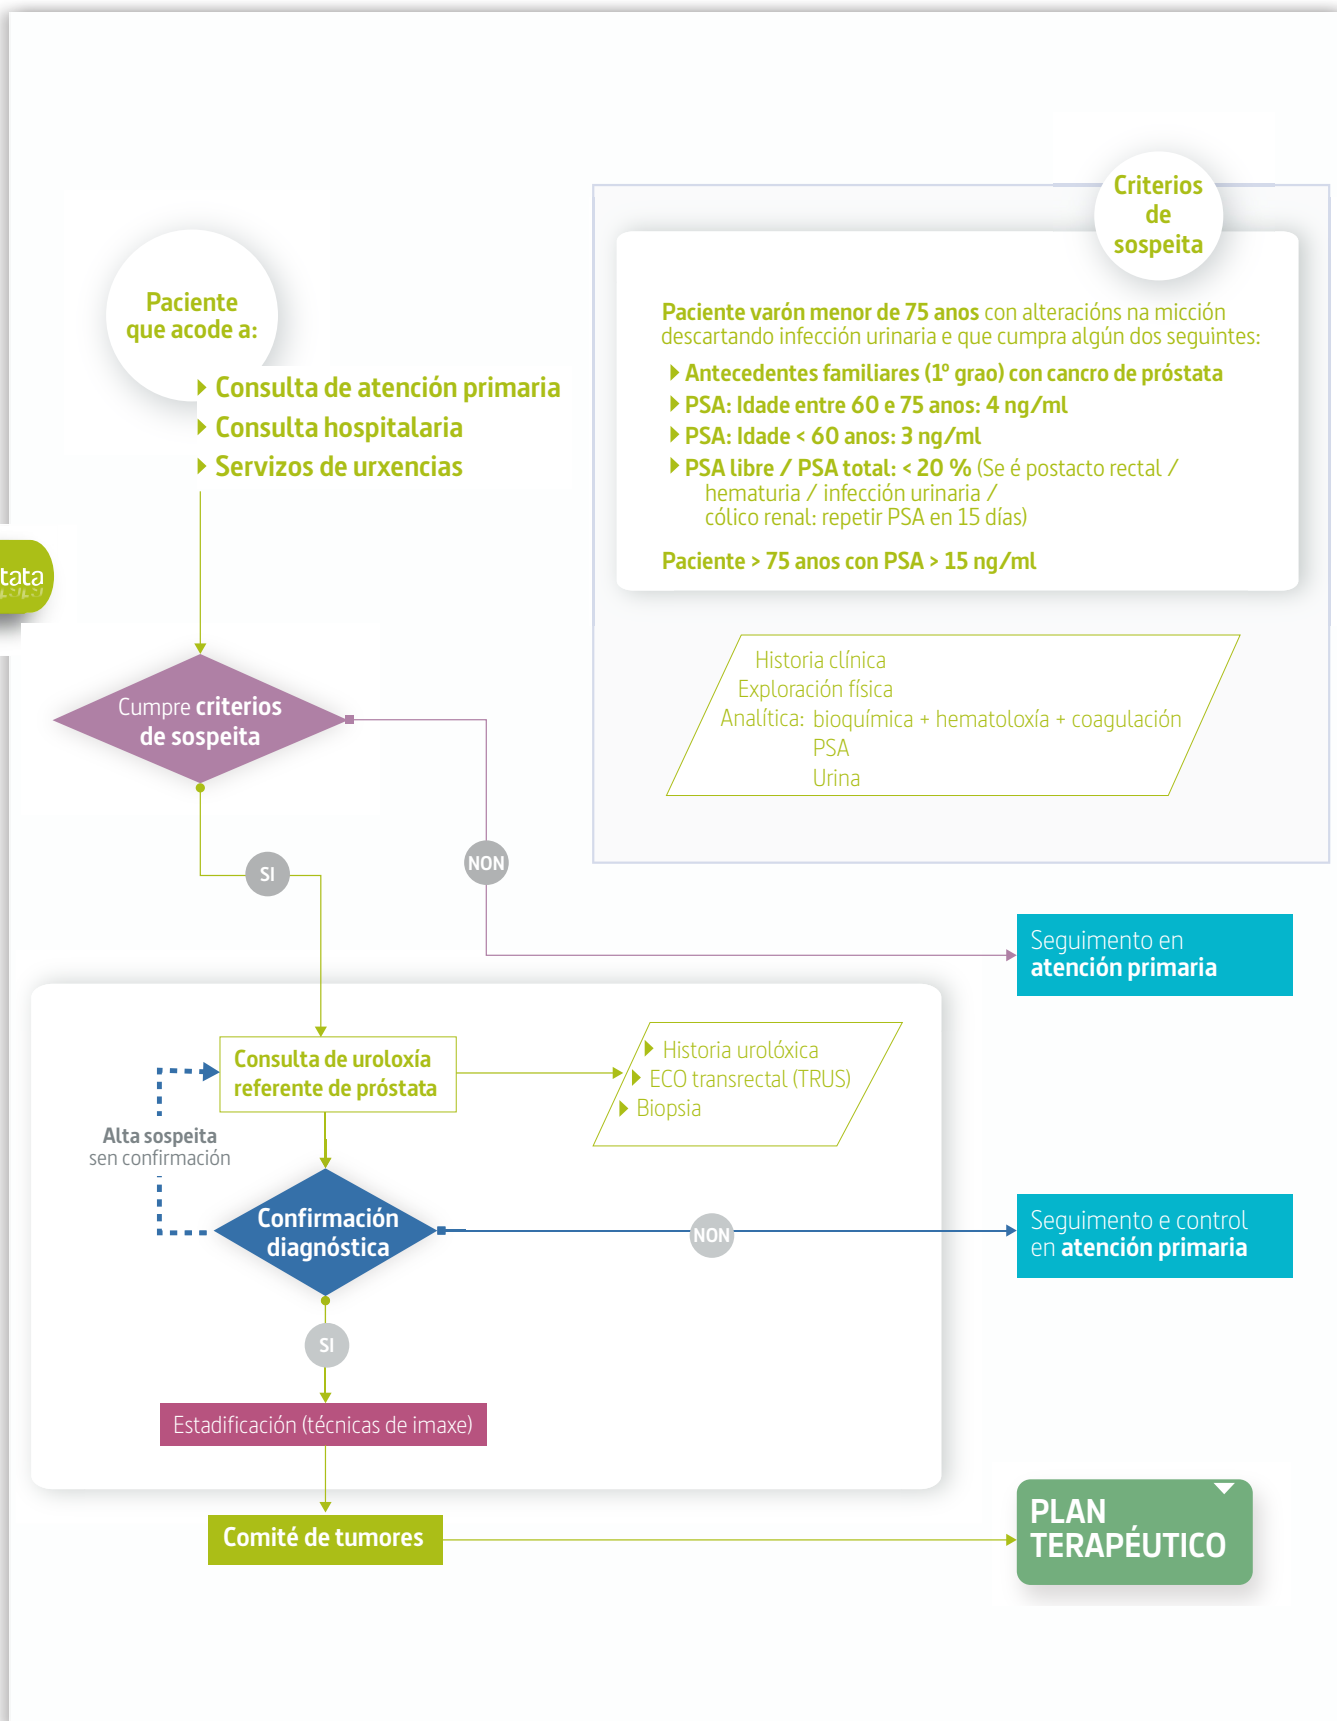 Criterios
de
sospeita
Paciente
que acode a:
Consulta de atención primaria
Consulta hospitalaria
Servizos de urxencias
Paciente varón menor de 75 anos con alteracións na micción
descartando infección urinaria e que cumpra algún dos seguintes:
Antecedentes familiares (1º grao) con cancro de próstata
PSA: Idade entre 60 e 75 anos: 4 ng/ml
PSA: Idade < 60 anos: 3 ng/ml
PSA libre / PSA total: < 20 % (Se é postacto rectal /
hematuria / infección urinaria /
cólico renal: repetir PSA en 15 días)
Paciente > 75 anos con PSA > 15 ng/ml
tata
Historia clínica
Exploración física
Analítica: bioquímica + hematoloxía + coagulación
PSA
Urina
Cumpre criterios
de sospeita
SI
NON
Seguimento en
atención primaria
Consulta de uroloxía
referente de próstata
Historia urolóxica
ECO transrectal (TRUS)
Biopsia
Alta sospeita
sen confirmación
Confirmación
diagnóstica
NON
Seguimento e control
en atención primaria
SI
Estadificación (técnicas de imaxe)
Comité de tumores
PLAN
TERAPÉUTICO